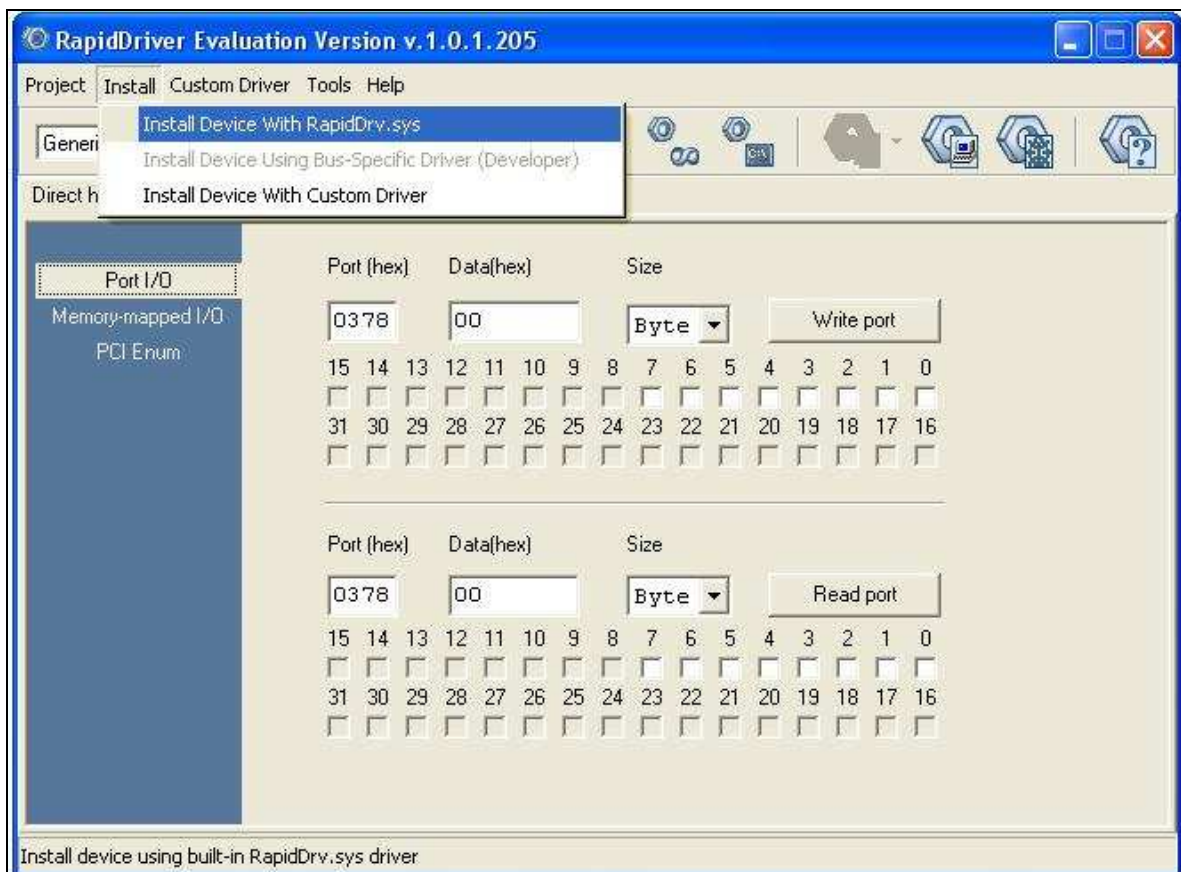 RapidDriver Evaluation Version v.1.0.1.205
Project Install Custom Driver Tools Help
Generi
Install Device With RapidDrv.sys
Install Device Using Bus-Specific Driver (Developer)
Install Device With Custom Driver
Direct h
Port I/O
Memory-mapped I/O
PCI Enum
Port (hex) Data(hex) Size
0378 00 Byte Write port
15 14 13 12 11 10 9 8 7 6 5 4 3 2 1 0
31 30 29 28 27 26 25 24 23 22 21 20 19 18 17 16
Port (hex) Data(hex) Size
0378 00 Byte Read port
15 14 13 12 11 10 9 8 7 6 5 4 3 2 1 0
31 30 29 28 27 26 25 24 23 22 21 20 19 18 17 16
Install device using built-in RapidDrv.sys driver